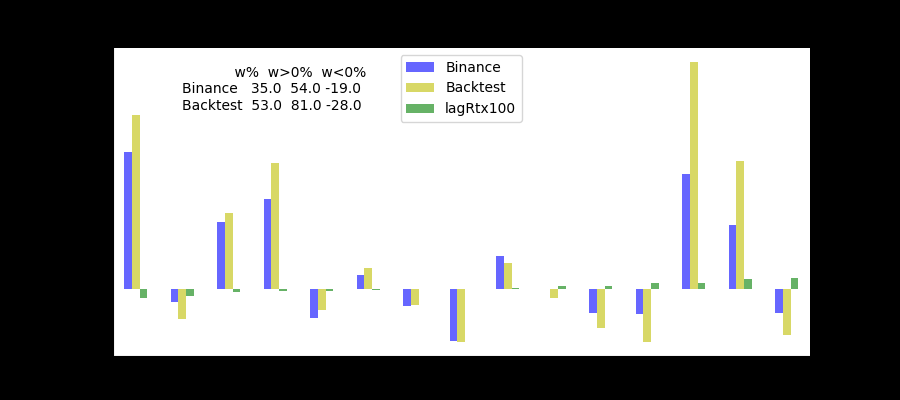 w% w>0% w<0%
Binance 35.0 54.0 -19.0
Backtest 53.0 81.0 -28.0
Binance
Backtest
lagRtx100